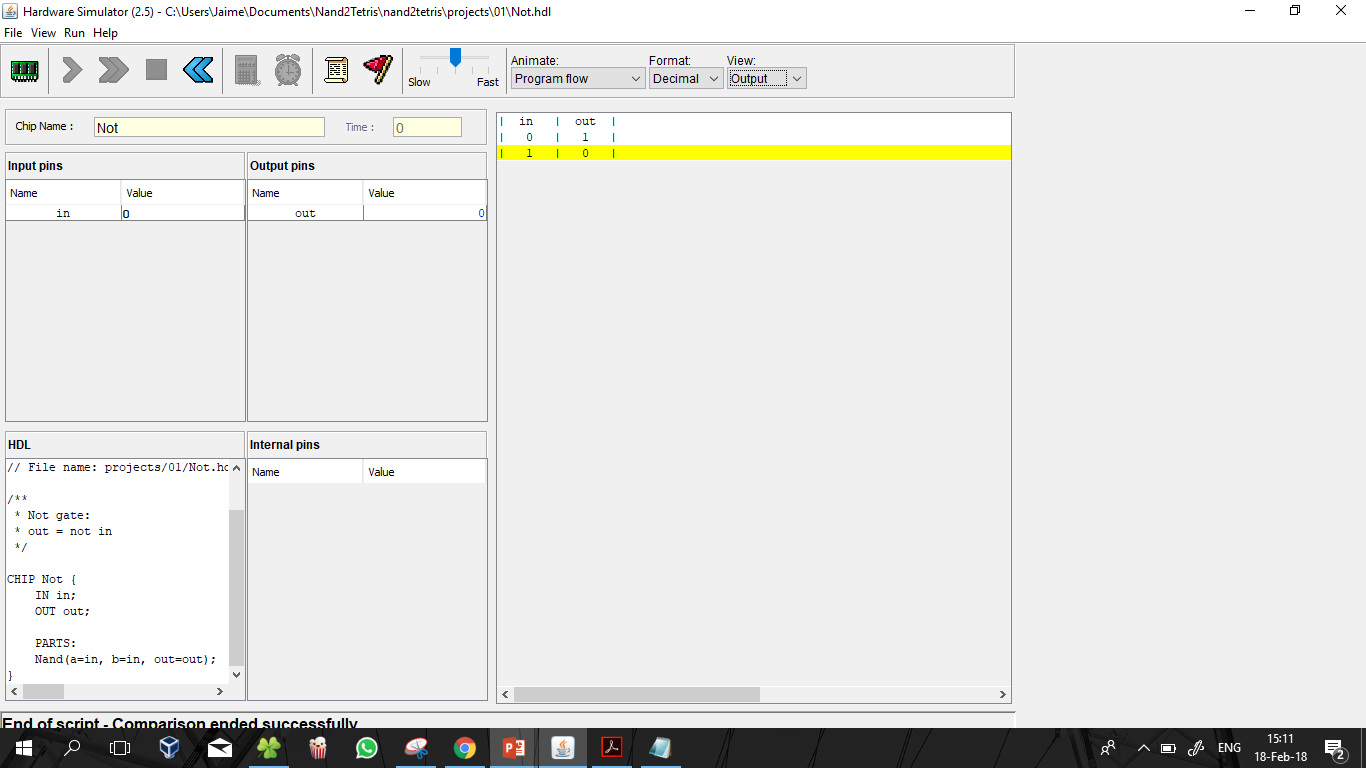 Hardware Simulator (2.5) - C:\Users\Jaime\Documents\Nand2Tetris\nand2tetris\projects\01\Not.hdl
File View Run Help
Slow Fast
Animate: Format: View:
Program flow Decimal Output
Chip Name : Not Time : 0
Input pins Output pins
Name Value Name Value
in 0 out 0
| in | out |
| 0 | 1 |
| 1 | 0 |
HDL Internal pins
Name Value
// File name: projects/01/Not.hd
/**
* Not gate:
* out = not in
*/
CHIP Not {
IN in;
OUT out;
PARTS:
Nand(a=in, b=in, out=out);
}
End of script - Comparison ended successfully
ENG
15:11
18-Feb-18
2